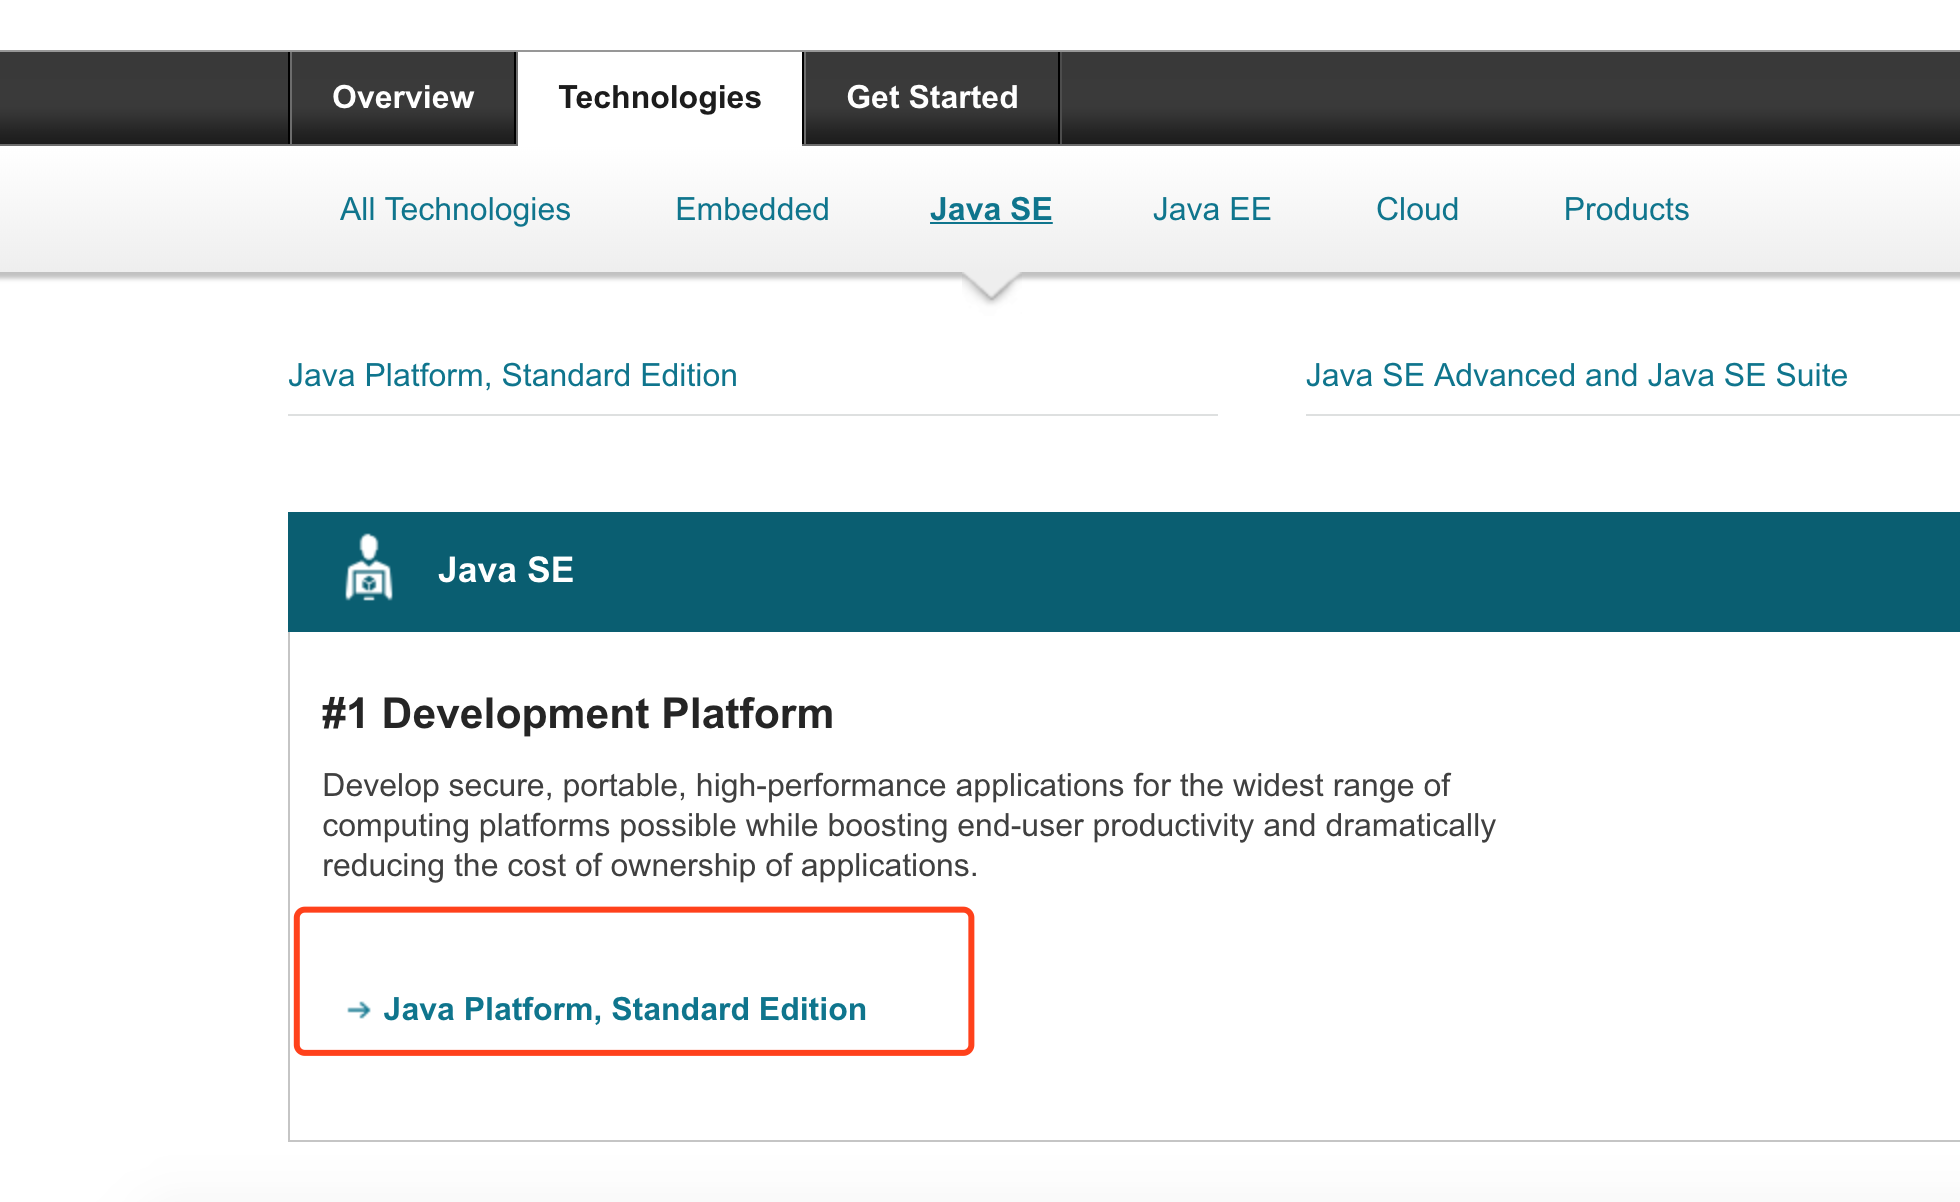 Overview Technologies Get Started
All Technologies Embedded Java SE Java EE Cloud Products
Java Platform, Standard Edition Java SE Advanced and Java SE Suite
Java SE
#1 Development Platform
Develop secure, portable, high-performance applications for the widest range of
computing platforms possible while boosting end-user productivity and dramatically
reducing the cost of ownership of applications.
→ Java Platform, Standard Edition